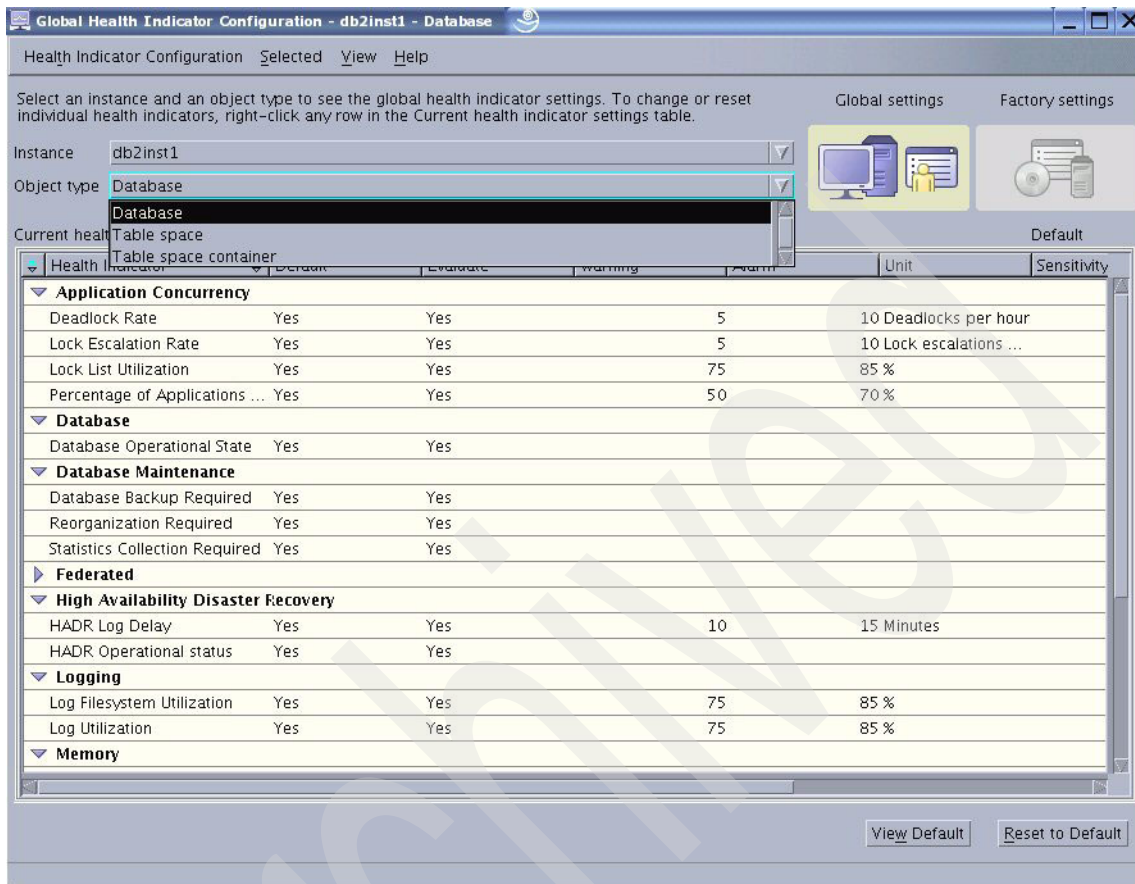 Global Health Indicator Configuration - db2inst1 - Database
Health Indicator Configuration Selected View Help
Select an instance and an object type to see the global health indicator settings. To change or reset
individual health indicators, right-click any row in the Current health indicator settings table.
Global settings Factory settings
Instance db2inst1
Object type Database
Database
Table space
Table space container
Current healt
Default
Health Indicator Default Evaluate Warning Alarm Unit Sensitivity
Application Concurrency
Deadlock Rate Yes Yes 5 10 Deadlocks per hour
Lock Escalation Rate Yes Yes 5 10 Lock escalations ...
Lock List Utilization Yes Yes 75 85 %
Percentage of Applications ... Yes Yes 50 70 %
Database
Database Operational State Yes Yes
Database Maintenance
Database Backup Required Yes Yes
Reorganization Required Yes Yes
Statistics Collection Required Yes Yes
Federated
High Availability Disaster Recovery
HADR Log Delay Yes Yes 10 15 Minutes
HADR Operational status Yes Yes
Logging
Log Filesystem Utilization Yes Yes 75 85 %
Log Utilization Yes Yes 75 85 %
Memory
View Default Reset to Default